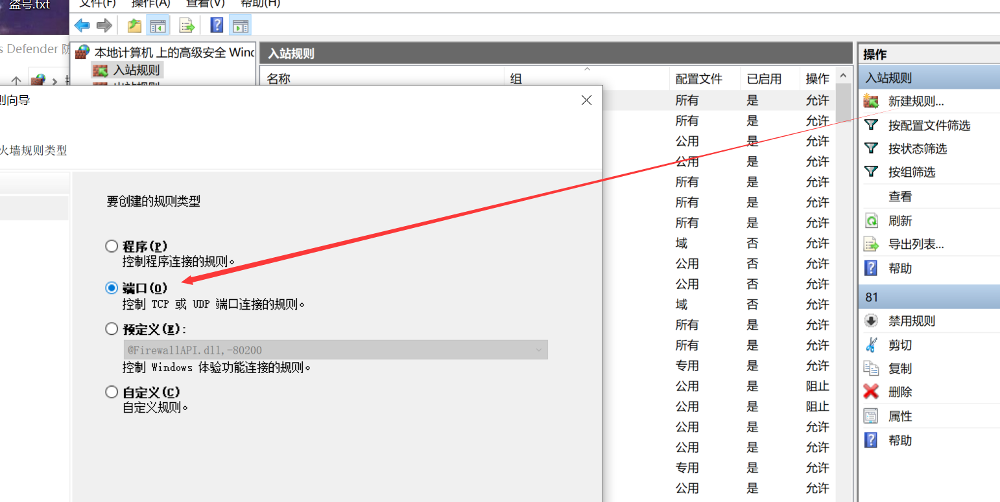 盗号.txt
文件(F) 操作(A) 查看(V) 帮助(H)
s Defender 防
本地计算机 上的高级安全 Winc
入站规则
出站规则
入站规则
名称 组 配置文件 已启用 操作
所有 是 允许
所有 是 允许
公用 是 允许
公用 是 允许
所有 是 允许
所有 是 允许
所有 是 允许
域 否 允许
公用 否 允许
公用 否 允许
域 否 允许
所有 是 允许
所有 是 允许
专用 是 允许
公用 是 阻止
公用 是 阻止
公用 是 允许
公用 是 允许
专用 是 允许
公用 是 允许
则向导
火墙规则类型
要创建的规则类型
程序(P)
控制程序连接的规则。
端口(O)
控制 TCP 或 UDP 端口连接的规则。
预定义(E):
@FirewallAPI.dll,-80200
控制 Windows 体验功能连接的规则。
自定义(C)
自定义规则。
操作
入站规则
新建规则...
按配置文件筛选
按状态筛选
按组筛选
查看
刷新
导出列表...
帮助
81
禁用规则
剪切
复制
删除
属性
帮助